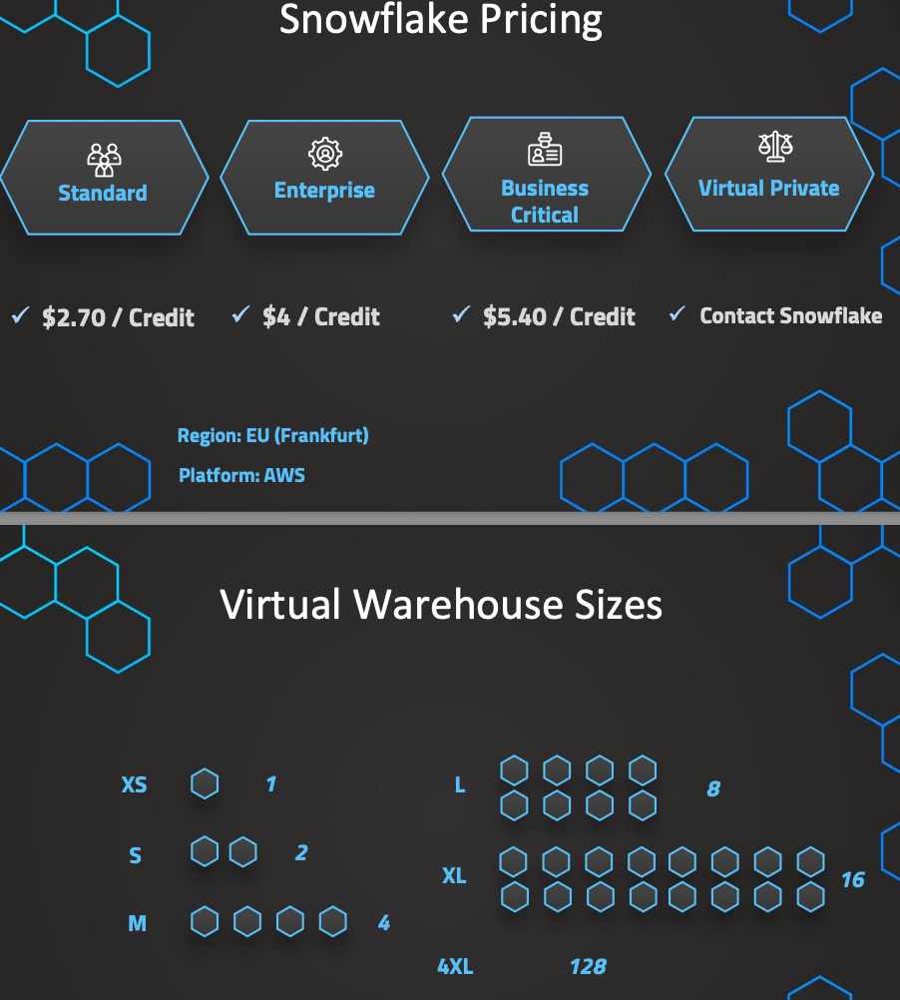 Snowflake Pricing
Standard
Enterprise
Business
Critical
Virtual Private
✓ $2.70 / Credit
✓ $4 / Credit
✓ $5.40 / Credit
✓ Contact Snowflake
Region: EU (Frankfurt)
Platform: AWS
Virtual Warehouse Sizes
XS 1
S 2
M 4
L 8
XL 16
4XL 128